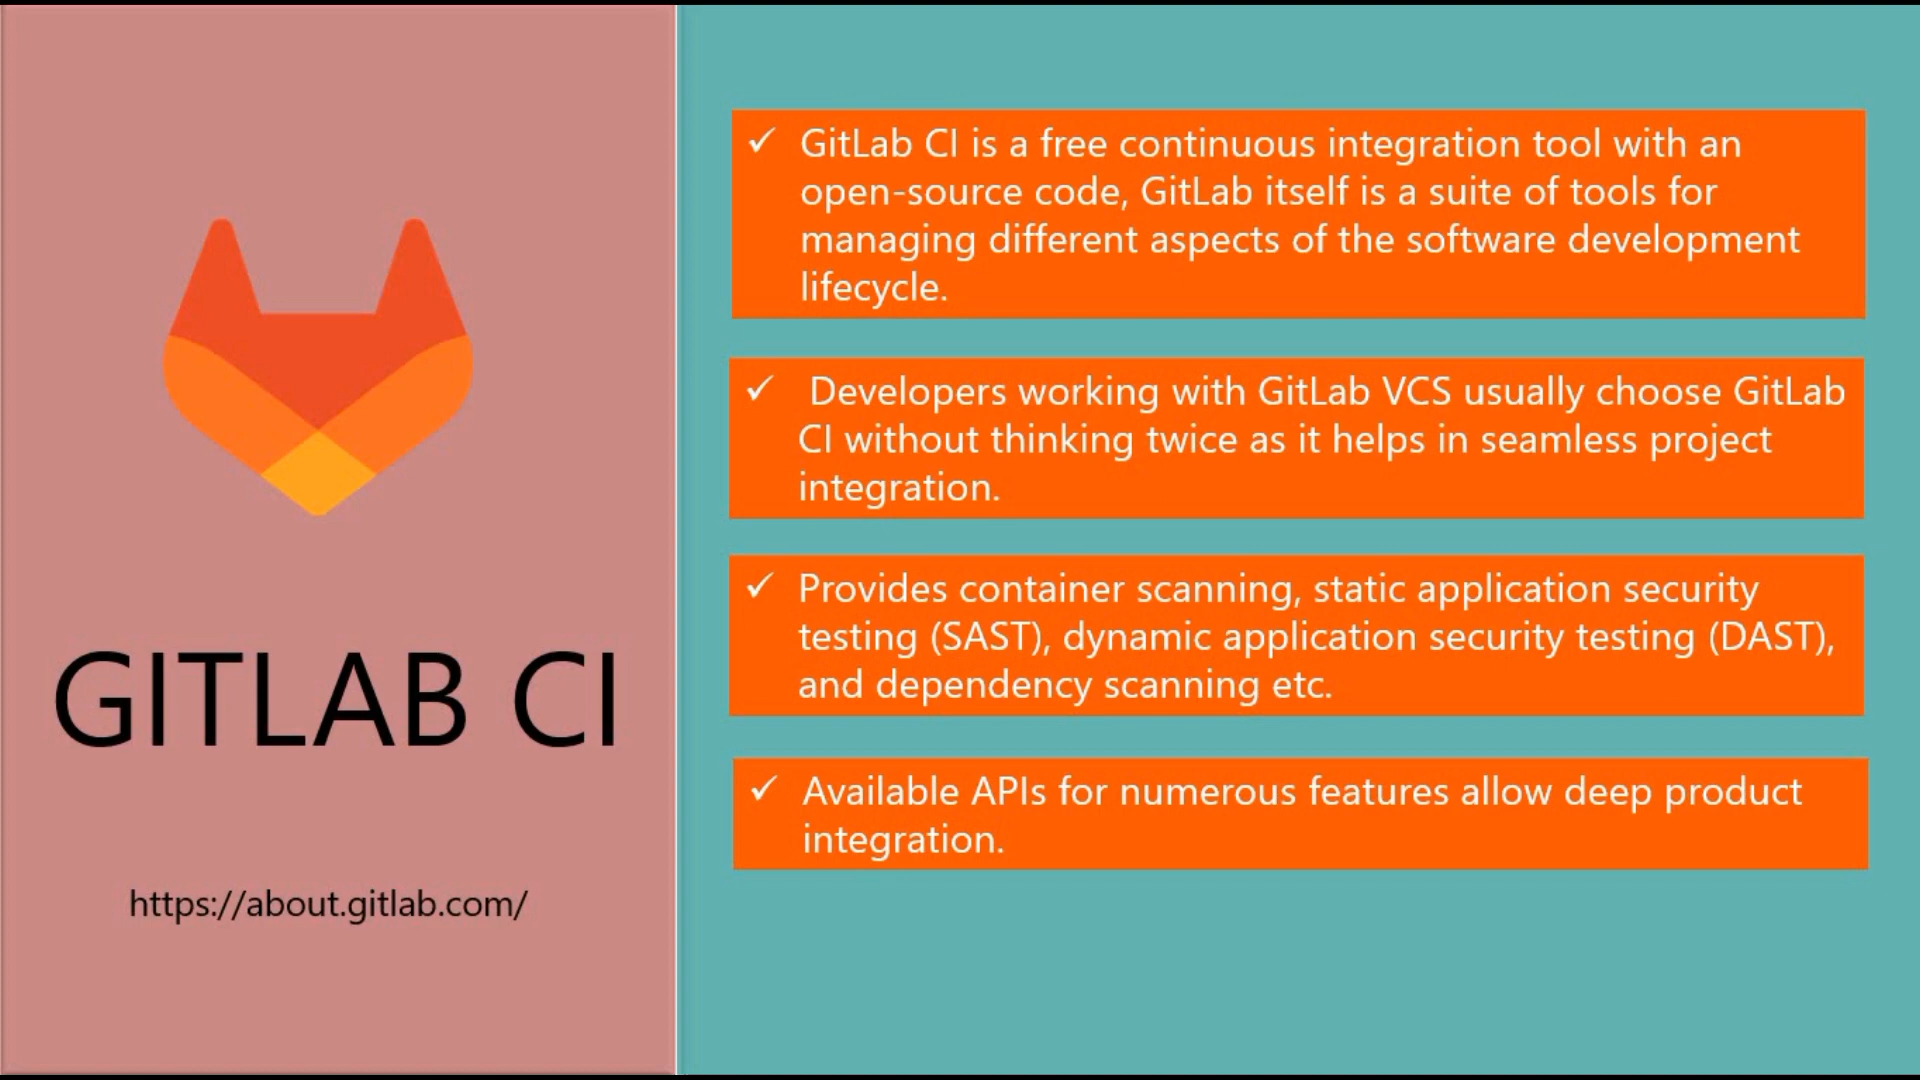 GITLAB CI
https://about.gitlab.com/
✓ GitLab CI is a free continuous integration tool with an
open-source code, GitLab itself is a suite of tools for
managing different aspects of the software development
lifecycle.
✓ Developers working with GitLab VCS usually choose GitLab
CI without thinking twice as it helps in seamless project
integration.
✓ Provides container scanning, static application security
testing (SAST), dynamic application security testing (DAST),
and dependency scanning etc.
✓ Available APIs for numerous features allow deep product
integration.